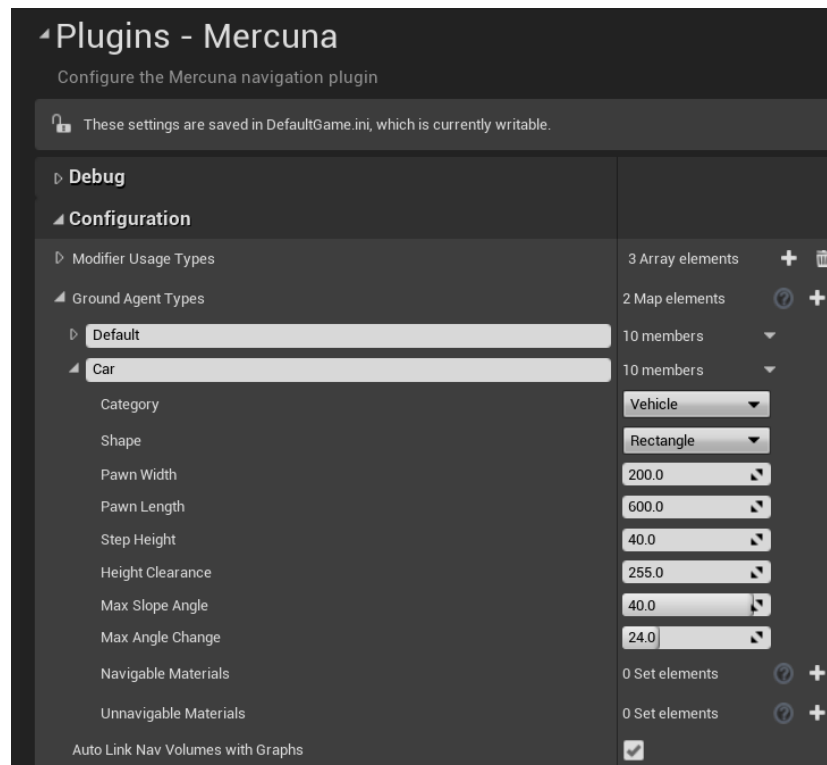 Plugins - Mercuna
Configure the Mercuna navigation plugin
These settings are saved in DefaultGame.ini, which is currently writable.
Debug
Configuration
Modifier Usage Types 3 Array elements
Ground Agent Types 2 Map elements
Default 10 members
Car 10 members
Category Vehicle
Shape Rectangle
Pawn Width 200.0
Pawn Length 600.0
Step Height 40.0
Height Clearance 255.0
Max Slope Angle 40.0
Max Angle Change 24.0
Navigable Materials 0 Set elements
Unnavigable Materials 0 Set elements
Auto Link Nav Volumes with Graphs